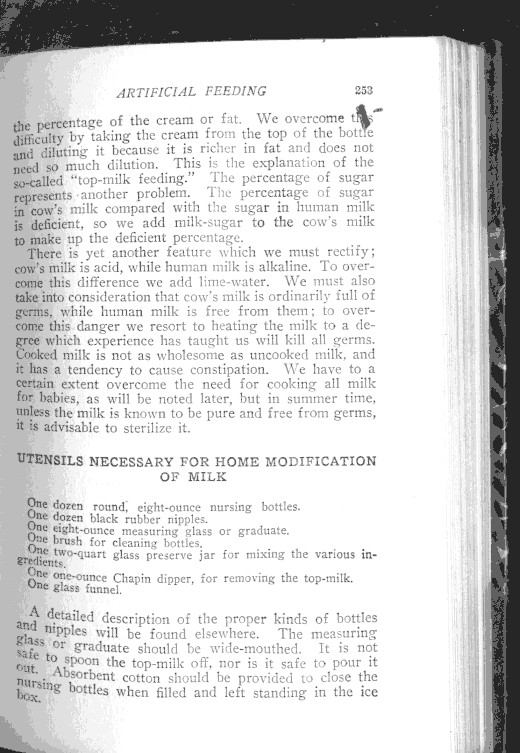 ARTIFICIAL FEEDING 253
the percentage of the cream or fat. We overcome this
difficulty by taking the cream from the top of the bottle
and diluting it because it is richer in fat and does not
need so much dilution. This is the explanation of the
so-called "top-milk feeding." The percentage of sugar
represents another problem. The percentage of sugar
in cow's milk compared with the sugar in human milk
is deficient, so we add milk-sugar to the cow's milk
to make up the deficient percentage.
There is yet another feature which we must rectify;
cow's milk is acid, while human milk is alkaline. To over-
come this difference we add lime-water. We must also
take into consideration that cow's milk is ordinarily full of
germs, while human milk is free from them; to over-
come this danger we resort to heating the milk to a de-
gree which experience has taught us will kill all germs.
Cooked milk is not as wholesome as uncooked milk, and
it has a tendency to cause constipation. We have to a
certain extent overcome the need for cooking all milk
for babies, as will be noted later, but in summer time,
unless the milk is known to be pure and free from germs,
it is advisable to sterilize it.
UTENSILS NECESSARY FOR HOME MODIFICATION
OF MILK
One dozen round, eight-ounce nursing bottles.
One dozen black rubber nipples.
One eight-ounce measuring glass or graduate.
One brush for cleaning bottles.
One two-quart glass preserve jar for mixing the various in-
gredients.
One one-ounce Chapin dipper, for removing the top-milk.
One glass funnel.
A detailed description of the proper kinds of bottles
and nipples will be found elsewhere. The measuring
glass or graduate should be wide-mouthed. It is not
safe to spoon the top-milk off, nor is it safe to pour it
out. Absorbent cotton should be provided to close the
nursing bottles when filled and left standing in the ice
box.